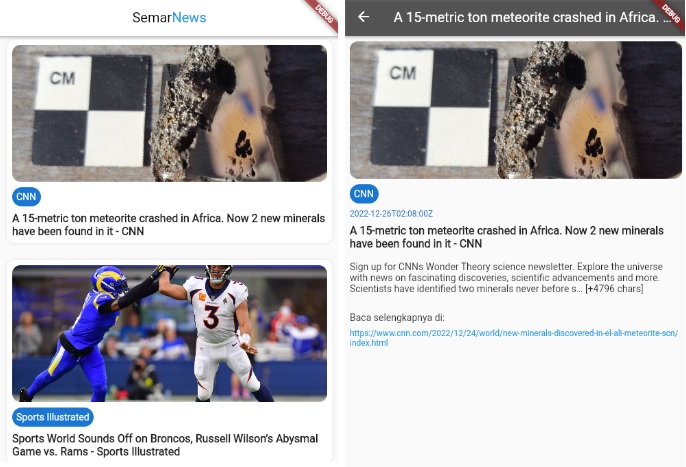 SemarNews
DEBUG
CM
CNN
A 15-metric ton meteorite crashed in Africa. Now 2 new minerals
have been found in it - CNN
3
Sports Illustrated
Sports World Sounds Off on Broncos, Russell Wilson's Abysmal
Game vs. Rams - Sports Illustrated
A 15-metric ton meteorite crashed in Africa. ...
DEBUG
CM
CNN
2022-12-26T02:08:00Z
A 15-metric ton meteorite crashed in Africa. Now 2 new minerals
have been found in it - CNN
Sign up for CNNs Wonder Theory science newsletter. Explore the universe
with news on fascinating discoveries, scientific advancements and more.
Scientists have identified two minerals never before s… [+4796 chars]
Baca selengkapnya di:
https://www.cnn.com/2022/12/24/world/new-minerals-discovered-in-el-ali-meteorite-scn/
index.html